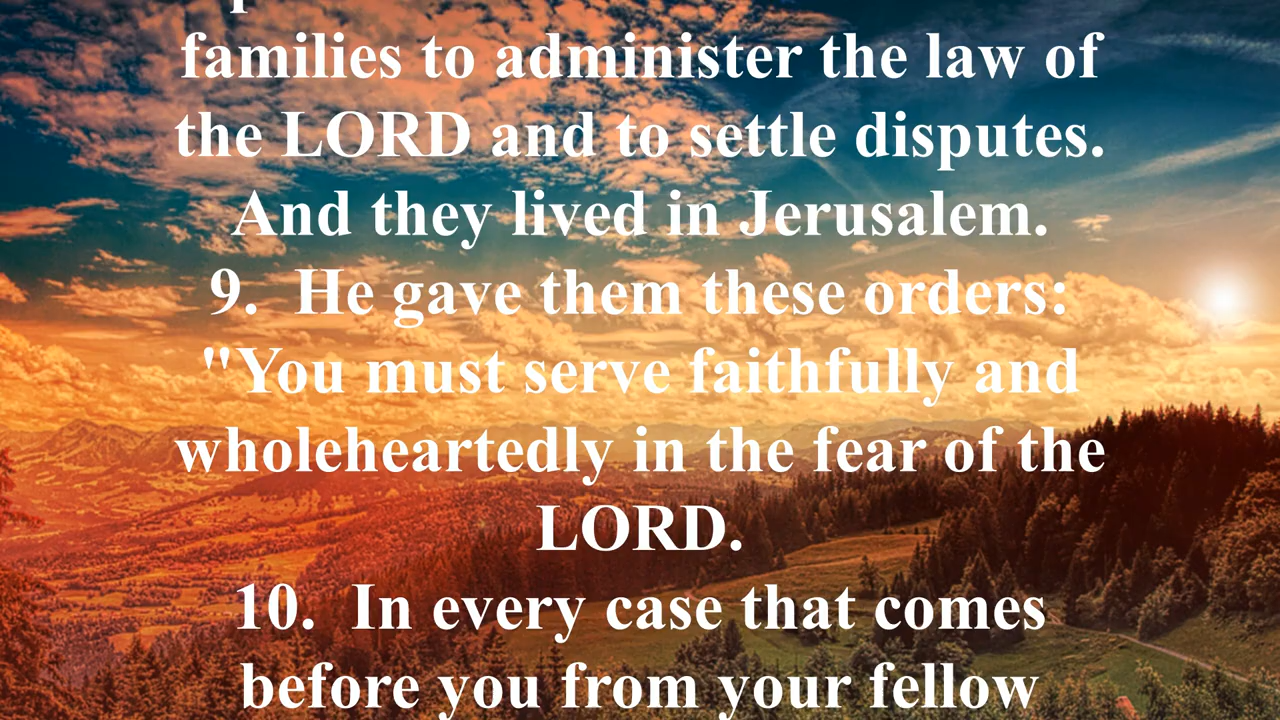 families to administer the law of
the LORD and to settle disputes.
And they lived in Jerusalem.
9.  He gave them these orders:
"You must serve faithfully and
wholeheartedly in the fear of the
LORD.
10.  In every case that comes
before you from your fellow